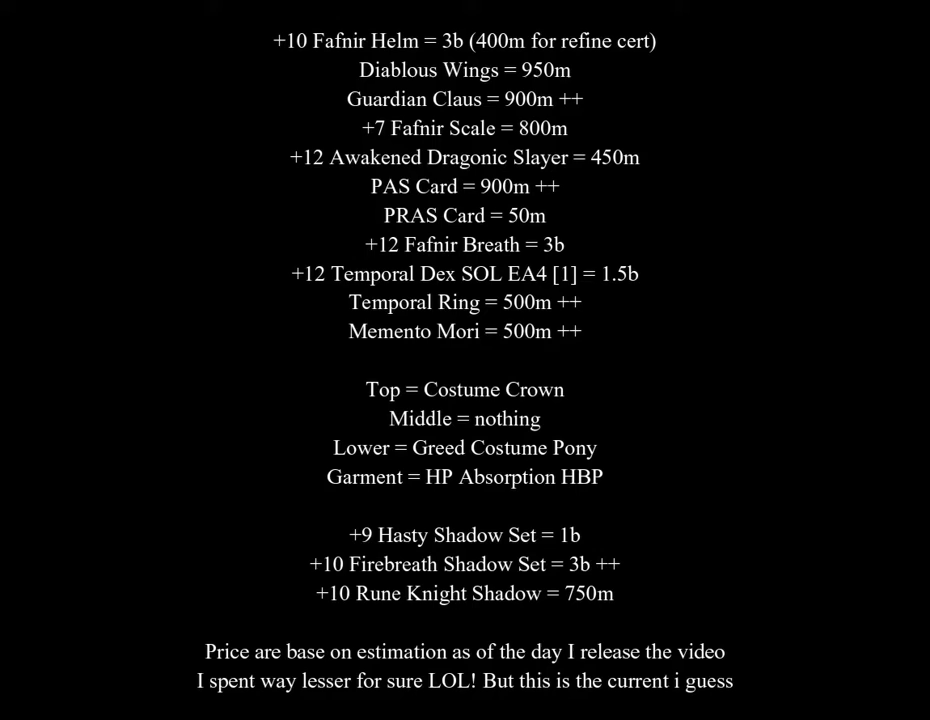 +10 Fafnir Helm = 3b (400m for refine cert)
Diablous Wings = 950m
Guardian Claus = 900m ++
+7 Fafnir Scale = 800m
+12 Awakened Dragonic Slayer = 450m
PAS Card = 900m ++
PRAS Card = 50m
+12 Fafnir Breath = 3b
+12 Temporal Dex SOL EA4 [1] = 1.5b
Temporal Ring = 500m ++
Memento Mori = 500m ++
Top = Costume Crown
Middle = nothing
Lower = Greed Costume Pony
Garment = HP Absorption HBP
+9 Hasty Shadow Set = 1b
+10 Firebreath Shadow Set = 3b ++
+10 Rune Knight Shadow = 750m
Price are base on estimation as of the day I release the video
I spent way lesser for sure LOL! But this is the current i guess